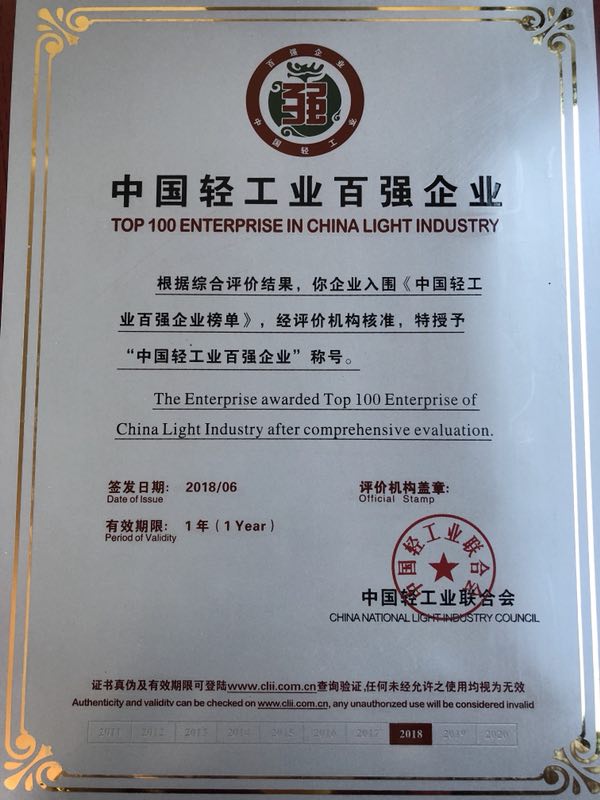 百强企业
强
中国轻工业
中国轻工业百强企业
TOP 100 ENTERPRISE IN CHINA LIGHT INDUSTRY
根据综合评价结果，你企业入围《中国轻工
业百强企业榜单》，经评价机构核准，特授予
“中国轻工业百强企业”称号。
The Enterprise awarded Top 100 Enterprise of
China Light Industry after comprehensive evaluation.
签发日期: 2018/06
Date of Issue
评价机构盖章:
Official Stamp
有效期限: 1年（1 Year）
Period of Validity
中国轻工业联合会
中国轻工业联合会
CHINA NATIONAL LIGHT INDUSTRY COUNCIL
证书真伪及有效期限可登陆www.clii.com.cn查询验证,任何未经允许之使用均视为无效
Authenticity and validity can be checked on www.clii.com.cn, any unauthorized use will be considered invalid
2011 2012 2013 2014 2015 2016 2017 2018 2019 2020